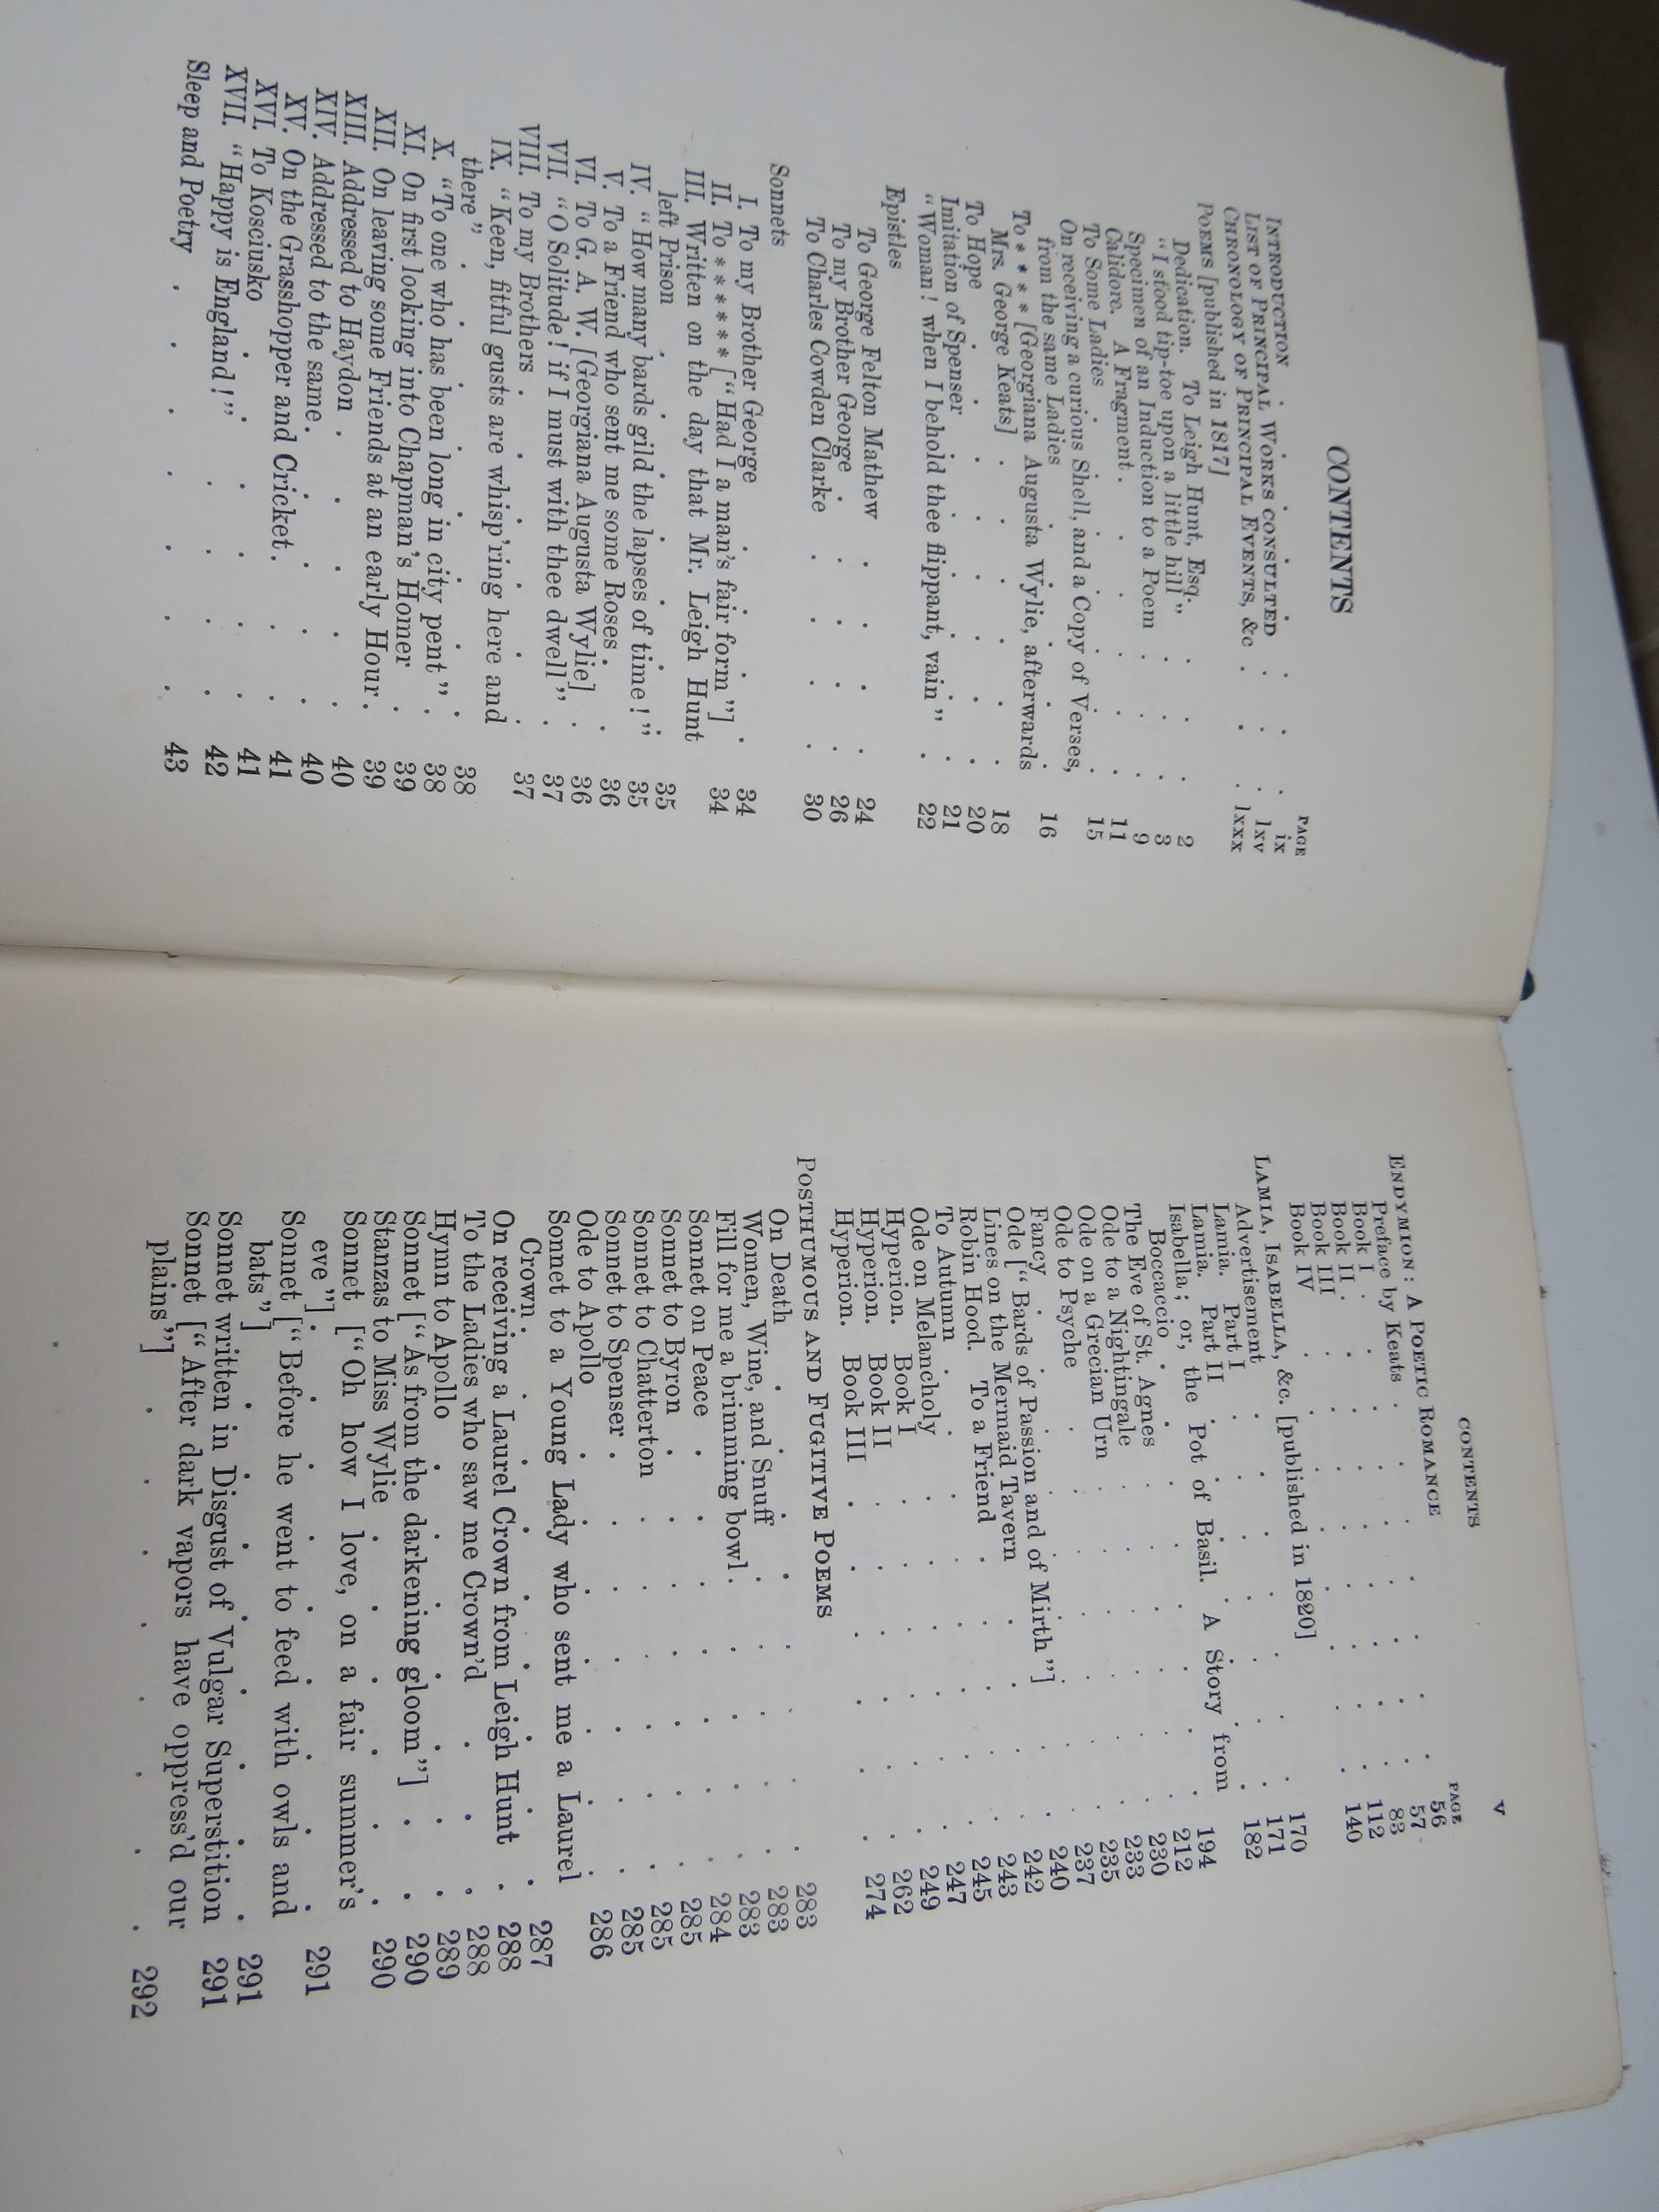 CONTENTS
PAGE
INTRODUCTION . . . . . . . ix
LIST OF PRINCIPAL WORKS CONSULTED . . . lxv
CHRONOLOGY OF PRINCIPAL EVENTS, &c . . . lxxx
POEMS [published in 1817]
Dedication. To Leigh Hunt, Esq. . . . 2
“I stood tip-toe upon a little hill” . . . 3
Specimen of an Induction to a Poem . . . 9
Calidore. A Fragment . . . . . . 11
To Some Ladies . . . . . . 15
On receiving a curious Shell, and a Copy of Verses,
from the same Ladies . . . . 16
To * * * * [Georgiana Augusta Wylie, afterwards
Mrs. George Keats] . . . . . . 18
To Hope . . . . . . . 20
Imitation of Spenser . . . . . . 21
“Woman! when I behold thee flippant, vain” . 22
Epistles
To George Felton Mathew . . . . 24
To my Brother George . . . . . 26
To Charles Cowden Clarke . . . . 30
Sonnets
I. To my Brother George . . . . 34
II. To * * * * * * [“Had I a man's fair form”] . 34
III. Written on the day that Mr. Leigh Hunt
left Prison . . . . . . 35
IV. “How many bards gild the lapses of time!” 35
V. To a Friend who sent me some Roses . . 36
VI. To G. A. W. [Georgiana Augusta Wylie] . 36
VII. “O Solitude! if I must with thee dwell” . 37
VIII. To my Brothers . . . . . . 37
IX. “Keen, fitful gusts are whisp'ring here and
there” . . . . . . . 38
X. “To one who has been long in city pent” . 38
XI. On first looking into Chapman's Homer . 39
XII. On leaving some Friends at an early Hour . 39
XIII. Addressed to Haydon . . . . . 40
XIV. Addressed to the same . . . . . 40
XV. On the Grasshopper and Cricket . . . 41
XVI. To Kosciusko . . . . . . 41
XVII. “Happy is England!” . . . . . 42
Sleep and Poetry . . . . . . . 43
CONTENTS v
PAGE
ENDYMION: A POETIC ROMANCE . . . . . 56
Preface by Keats . . . . . . . 57
Book I . . . . . . . . 83
Book II . . . . . . . . 112
Book III . . . . . . . . 140
Book IV
LAMIA, ISABELLA, &c. [published in 1820]
Advertisement . . . . . . . 170
Lamia. Part I . . . . . . . 171
Lamia. Part II . . . . . . . 182
Isabella; or, the Pot of Basil. A Story from
Boccaccio . . . . . . . 194
The Eve of St. Agnes . . . . . . 212
Ode to a Nightingale . . . . . . 230
Ode on a Grecian Urn . . . . . . 233
Ode to Psyche . . . . . . . 235
Fancy . . . . . . . . 237
Ode [“Bards of Passion and of Mirth”] . . . 240
Lines on the Mermaid Tavern . . . . 242
Robin Hood. To a Friend . . . . . 243
To Autumn . . . . . . . 245
Ode on Melancholy . . . . . . 247
Hyperion. Book I . . . . . . 249
Hyperion. Book II . . . . . . 262
Hyperion. Book III . . . . . . 274
POSTHUMOUS AND FUGITIVE POEMS
On Death . . . . . . . 283
Women, Wine, and Snuff . . . . . 283
Fill for me a brimming bowl . . . . . 283
Sonnet on Peace . . . . . . . 284
Sonnet to Byron . . . . . . . 285
Sonnet to Chatterton . . . . . . 285
Sonnet to Spenser . . . . . . . 285
Ode to Apollo . . . . . . . 286
Sonnet to a Young Lady who sent me a Laurel
Crown . . . . . . . . 287
On receiving a Laurel Crown from Leigh Hunt . 288
To the Ladies who saw me Crown'd . . . 288
Hymn to Apollo . . . . . . . 289
Sonnet [“As from the darkening gloom”] . . 290
Stanzas to Miss Wylie . . . . . . 290
Sonnet [“Oh how I love, on a fair summer's
eve”] . . . . . . . . 291
Sonnet [“Before he went to feed with owls and
bats”] . . . . . . . . 291
Sonnet written in Disgust of Vulgar Superstition . 291
Sonnet [“After dark vapors have oppress'd our
plains”] . . . . . . . . 292